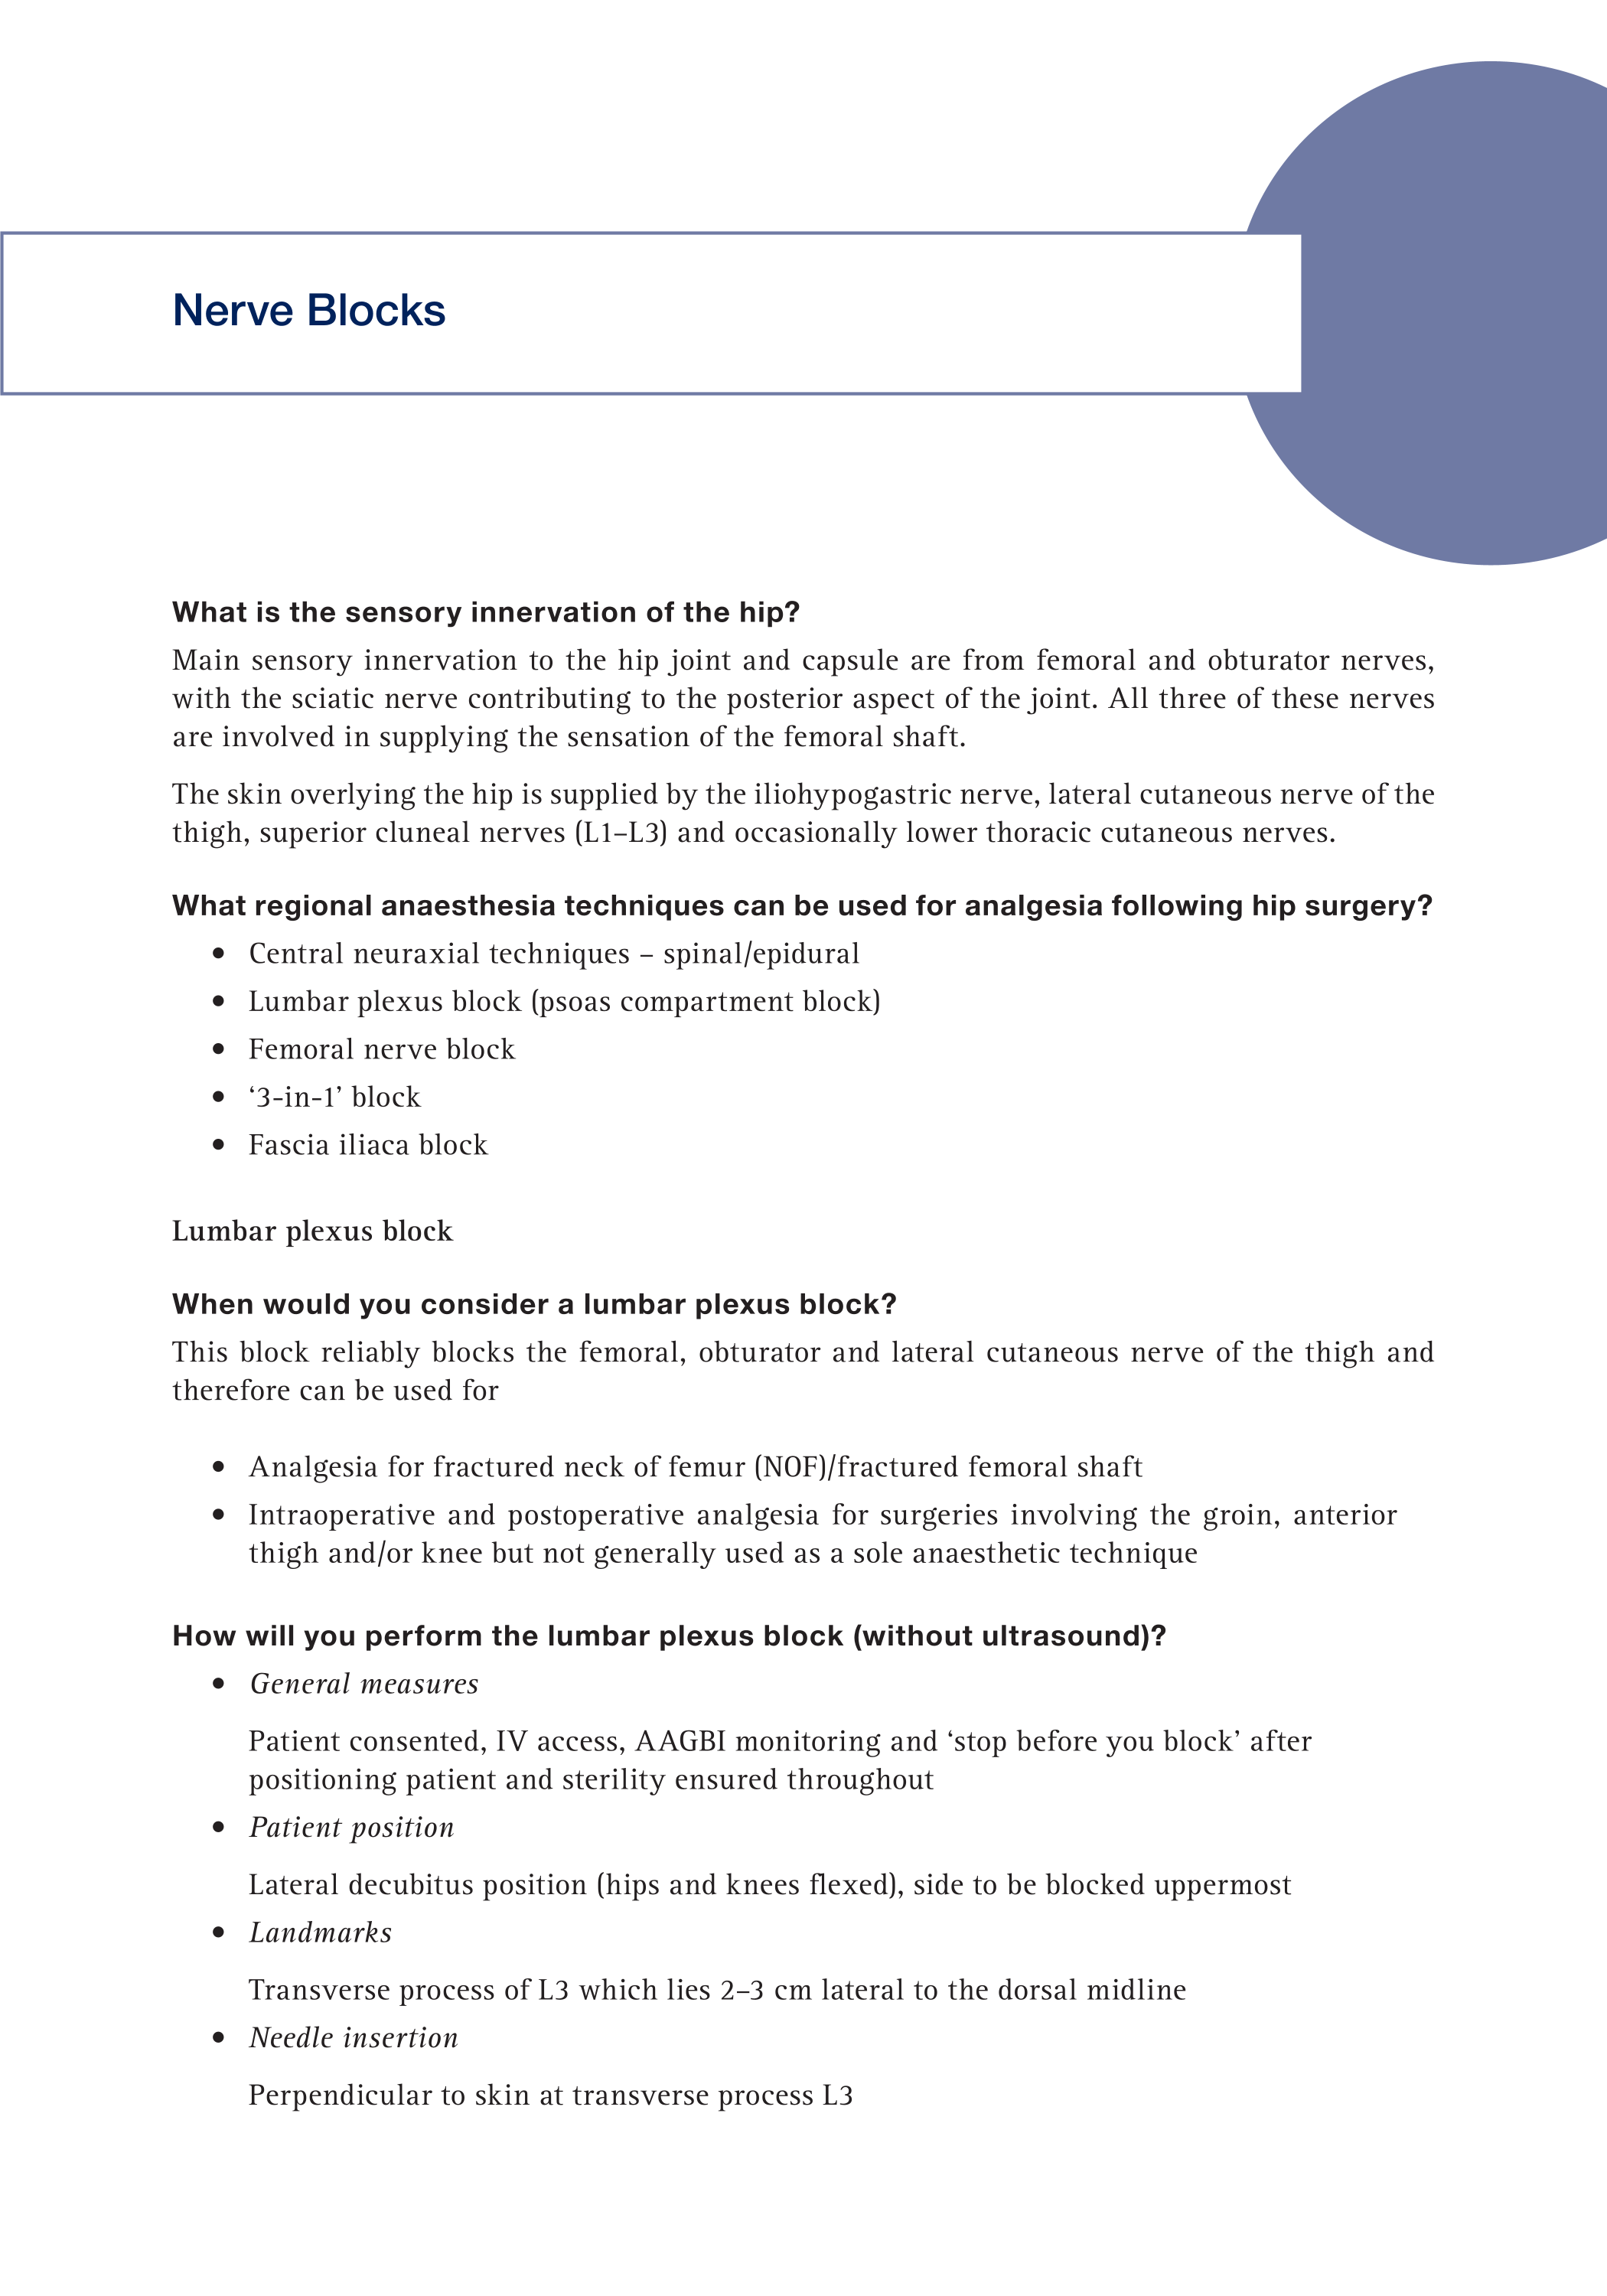 Nerve Blocks
What is the sensory innervation of the hip?
Main sensory innervation to the hip joint and capsule are from femoral and obturator nerves,
with the sciatic nerve contributing to the posterior aspect of the joint. All three of these nerves
are involved in supplying the sensation of the femoral shaft.
The skin overlying the hip is supplied by the iliohypogastric nerve, lateral cutaneous nerve of the
thigh, superior cluneal nerves (L1–L3) and occasionally lower thoracic cutaneous nerves.
What regional anaesthesia techniques can be used for analgesia following hip surgery?
• Central neuraxial techniques – spinal/epidural
• Lumbar plexus block (psoas compartment block)
• Femoral nerve block
• ‘3-in-1’ block
• Fascia iliaca block
Lumbar plexus block
When would you consider a lumbar plexus block?
This block reliably blocks the femoral, obturator and lateral cutaneous nerve of the thigh and
therefore can be used for
• Analgesia for fractured neck of femur (NOF)/fractured femoral shaft
• Intraoperative and postoperative analgesia for surgeries involving the groin, anterior
thigh and/or knee but not generally used as a sole anaesthetic technique
How will you perform the lumbar plexus block (without ultrasound)?
• General measures
Patient consented, IV access, AAGBI monitoring and ‘stop before you block’ after
positioning patient and sterility ensured throughout
• Patient position
Lateral decubitus position (hips and knees flexed), side to be blocked uppermost
• Landmarks
Transverse process of L3 which lies 2–3 cm lateral to the dorsal midline
• Needle insertion
Perpendicular to skin at transverse process L3